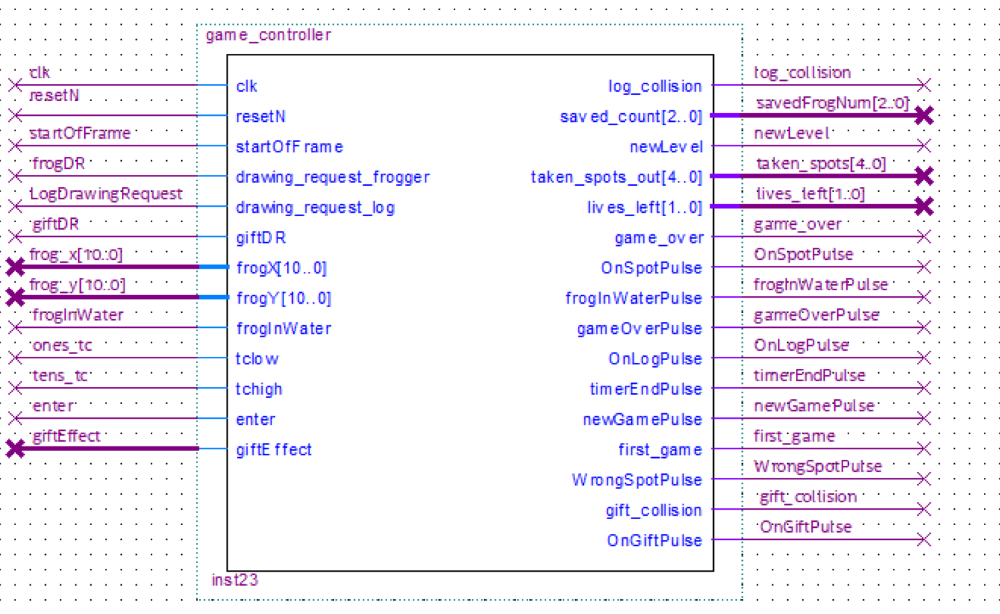 game_controller
clk
resetN
startOfFrame
frogDR
LogDrawingRequest
giftDR
frog_x[10..0]
frog_y[10..0]
frogInWater
ones_tc
tens_tc
enter
giftEffect
clk
resetN
startOfFrame
drawing_request_frogger
drawing_request_log
giftDR
frogX[10..0]
frogY[10..0]
frogInWater
tclow
tchigh
enter
giftEffect
log_collision
saved_count[2..0]
newLevel
taken_spots_out[4..0]
lives_left[1..0]
game_over
OnSpotPulse
frogInWaterPulse
gameOverPulse
OnLogPulse
timerEndPulse
newGamePulse
first_game
WrongSpotPulse
gift_collision
OnGiftPulse
log_collision
savedFrogNum[2..0]
newLevel
taken_spots[4..0]
lives_left[1..0]
game_over
OnSpotPulse
frogInWaterPulse
gameOverPulse
OnLogPulse
timerEndPulse
newGamePulse
first_game
WrongSpotPulse
gift_collision
OnGiftPulse
inst23